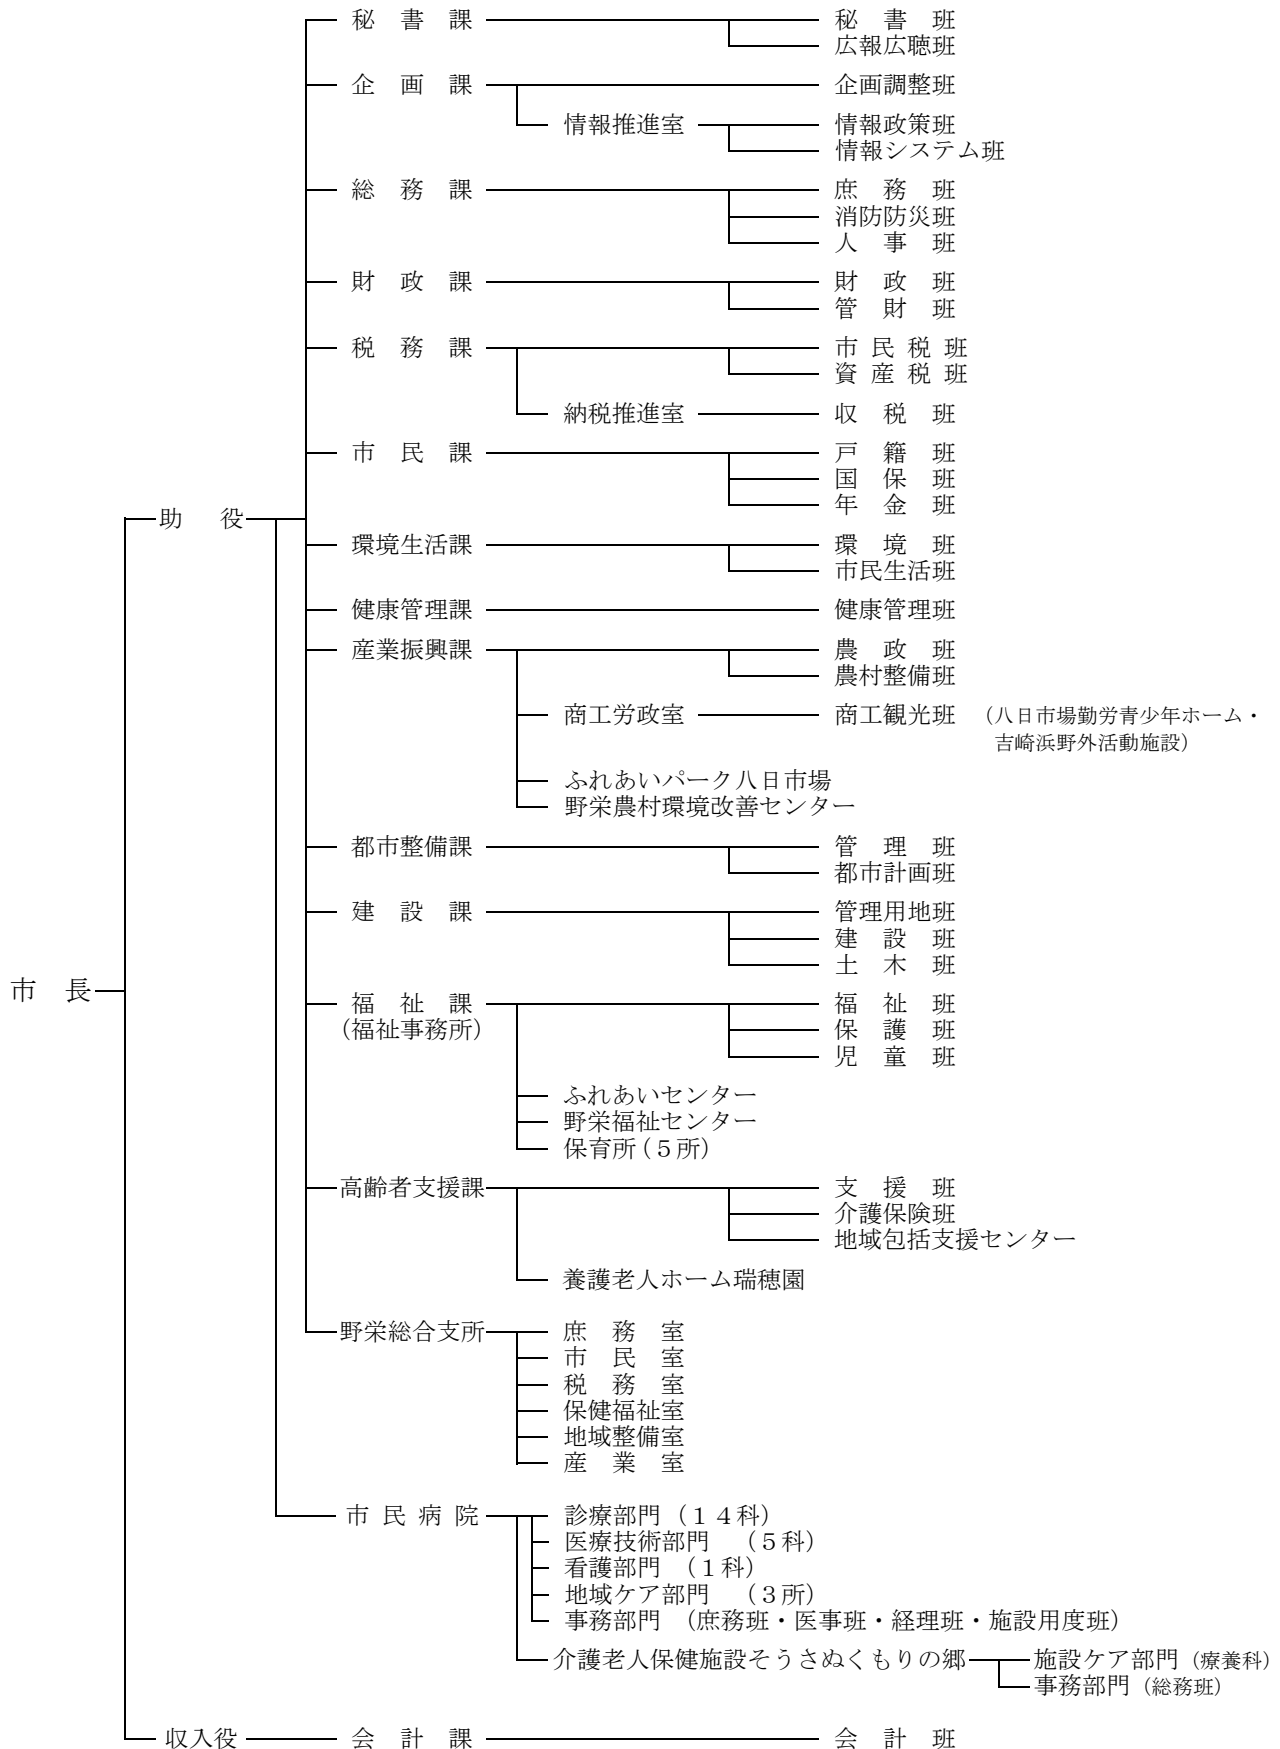 秘　書　課　秘　書　班
広報広聴班
企　画　課　企画調整班
情報推進室　情報政策班
情報システム班
総　務　課　庶　務　班
消防防災班
人　事　班
財　政　課　財　政　班
管　財　班
税　務　課　市 民 税 班
資 産 税 班
納税推進室　収　税　班
市　民　課　戸　籍　班
国　保　班
年　金　班
助　役
環境生活課　環　境　班
市民生活班
健康管理課　健康管理班
産業振興課　農　政　班
農村整備班
商工労政室　商工観光班　（八日市場勤労青少年ホーム・
吉崎浜野外活動施設）
ふれあいパーク八日市場
野栄農村環境改善センター
都市整備課　管　理　班
都市計画班
建　設　課　管理用地班
建　設　班
土　木　班
市　長
福　祉　課　福　祉　班
（福祉事務所）　保　護　班
児　童　班
ふれあいセンター
野栄福祉センター
保育所（５所）
高齢者支援課　支　援　班
介護保険班
地域包括支援センター
養護老人ホーム瑞穂園
野栄総合支所　庶　務　室
市　民　室
税　務　室
保健福祉室
地域整備室
産　業　室
市 民 病 院　診療部門（１４科）
医療技術部門　（５科）
看護部門　（１科）
地域ケア部門　（３所）
事務部門　（庶務班・医事班・経理班・施設用度班）
介護老人保健施設そうさぬくもりの郷　施設ケア部門（療養科）
事務部門（総務班）
収入役　会　計　課　会　計　班